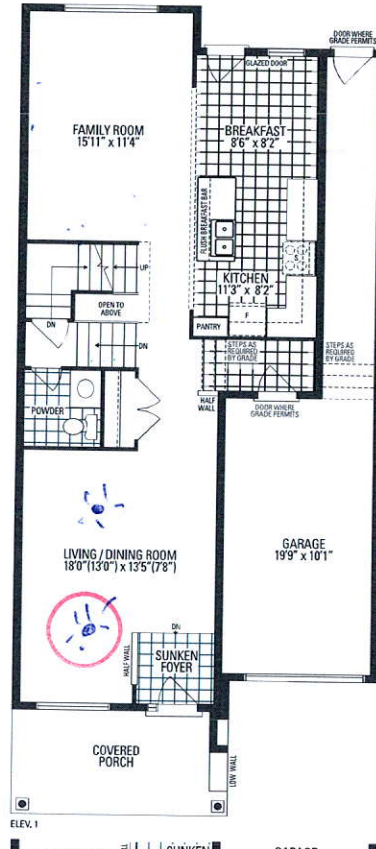 DOOR WHERE
GRADE PERMITS
GLAZED DOOR
FAMILY ROOM
15'11" x 11'4"
BREAKFAST
8'6" x 8'2"
FLUSH BREAKFAST BAR
UP
S
KITCHEN
11'3" x 8'2"
OPEN TO
ABOVE
F
DN
DN
PANTRY
STEPS AS
REQUIRED
BY GRADE
STEPS AS
REQUIRED
BY GRADE
POWDER
HALF
WALL
DOOR WHERE
GRADE PERMITS
LIVING / DINING ROOM
18'0"(13'0") x 13'5"(7'8")
GARAGE
19'9" x 10'1"
DN
HALF WALL
SUNKEN
FOYER
COVERED
PORCH
LOW WALL
ELEV. 1
SUNKEN
GARAGE